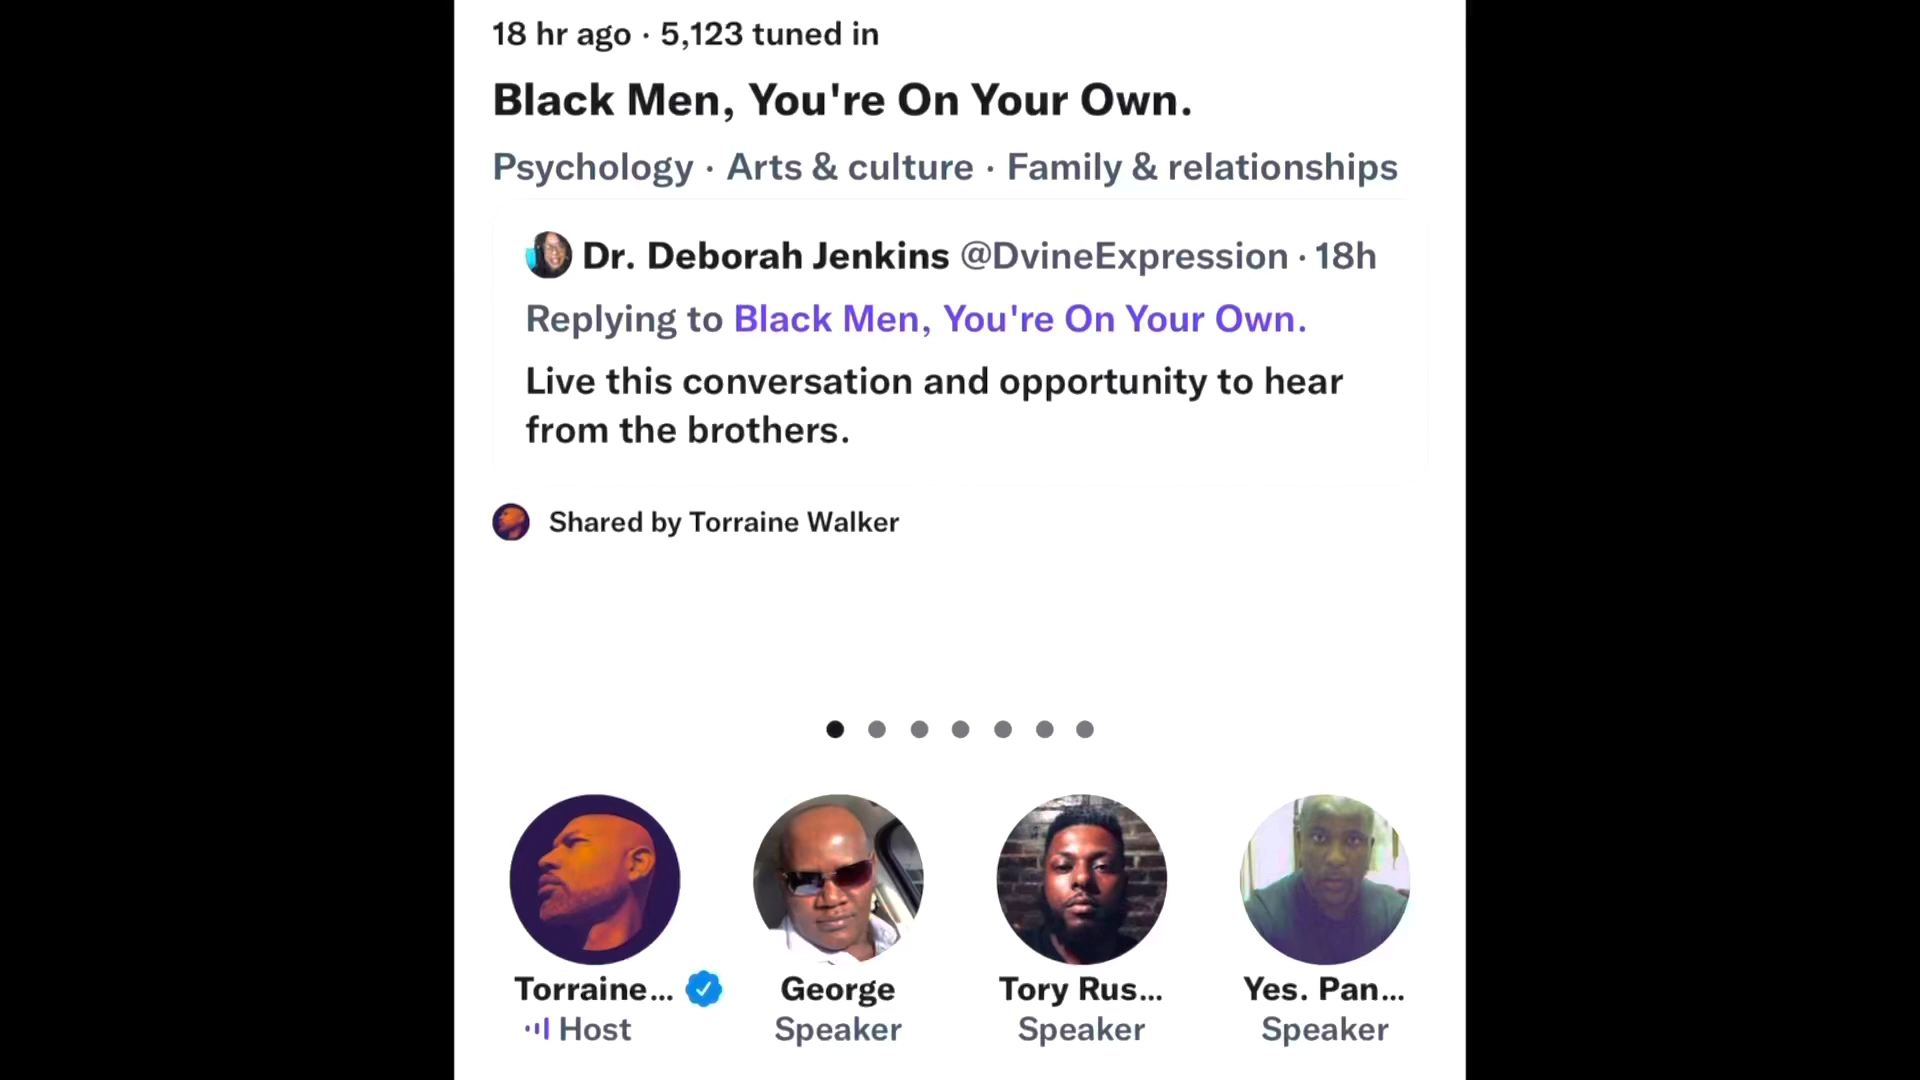 18 hr ago · 5,123 tuned in
Black Men, You're On Your Own.
Psychology · Arts & culture · Family & relationships
Dr. Deborah Jenkins @DvineExpression · 18h
Replying to Black Men, You're On Your Own.
Live this conversation and opportunity to hear
from the brothers.
Shared by Torraine Walker
Torraine... George Tory Rus... Yes. Pan...
Host Speaker Speaker Speaker